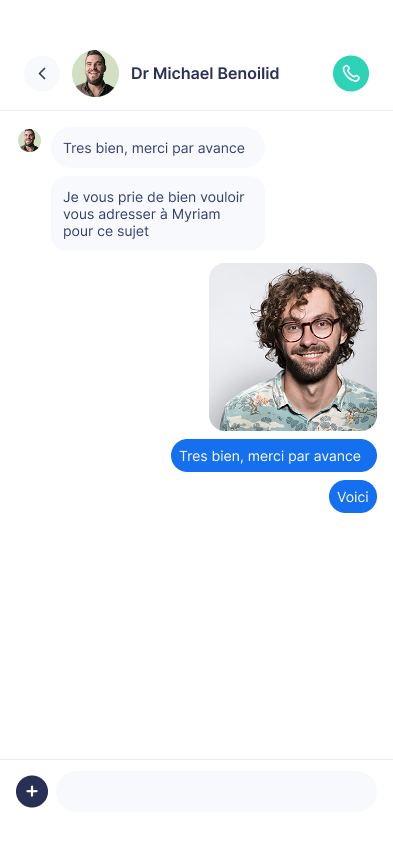 Dr Michael Benoilid
Tres bien, merci par avance
Je vous prie de bien vouloir
vous adresser à Myriam
pour ce sujet
Tres bien, merci par avance
Voici